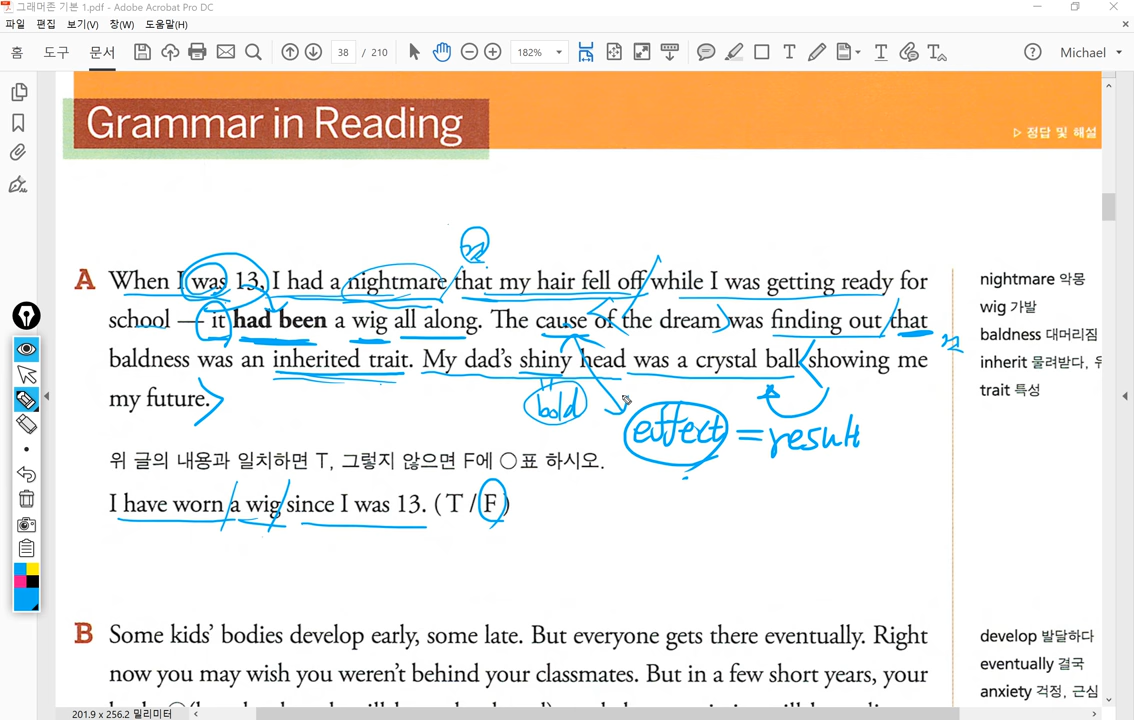 그래머존 기본 1.pdf - Adobe Acrobat Pro DC
파일 편집 보기(V) 창(W) 도움말(H)
홈 도구 문서 38 / 210 182% Michael
Grammar in Reading
▷ 정답 및 해설
A When I was 13, I had a nightmare that my hair fell off while I was getting ready for
school — it had been a wig all along. The cause of the dream was finding out that
baldness was an inherited trait. My dad's shiny head was a crystal ball showing me
my future.
nightmare 악몽
wig 가발
baldness 대머리짐
inherit 물려받다, 유
trait 특성
bold
effect = result
위 글의 내용과 일치하면 T, 그렇지 않으면 F에 ○표 하시오.
I have worn a wig since I was 13. ( T / F )
B Some kids' bodies develop early, some late. But everyone gets there eventually. Right
now you may wish you weren't behind your classmates. But in a few short years, your
develop 발달하다
eventually 결국
anxiety 걱정, 근심
201.9 x 256.2 밀리미터